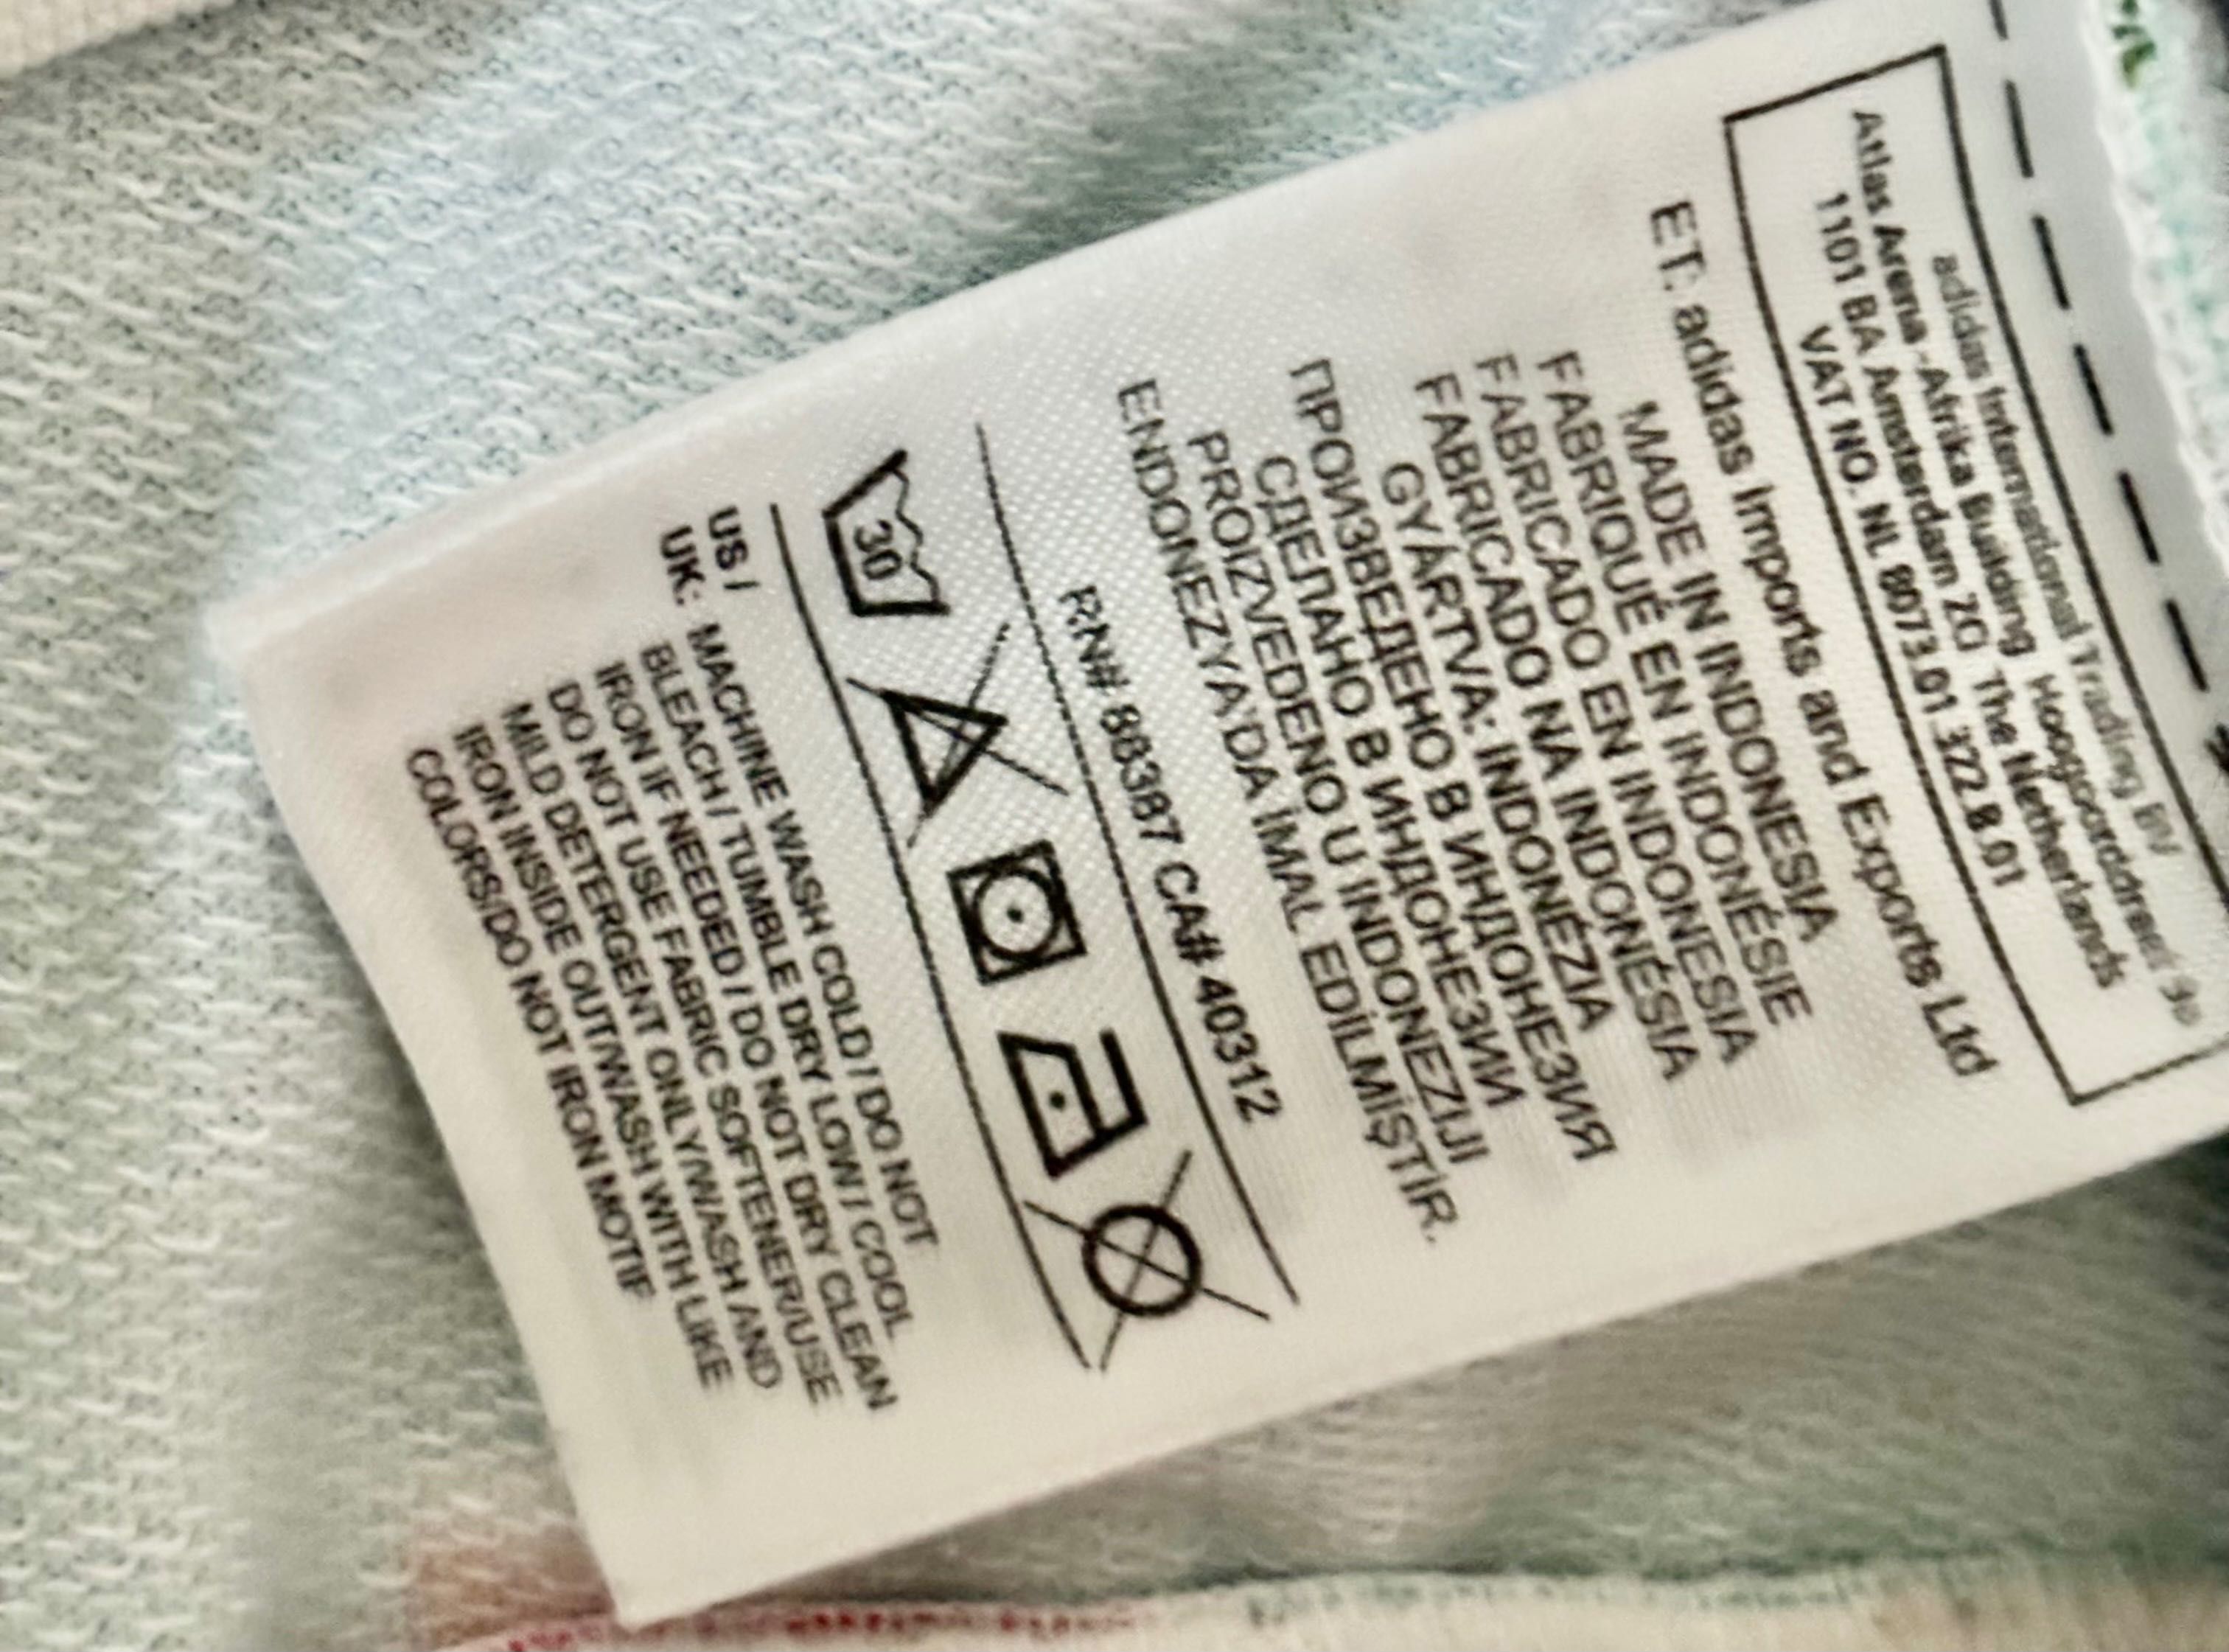 adidas International Trading BV
Atlas Arena - Afrika Building Hoogoorddreef 9a
1101 BA Amsterdam ZO The Netherlands
VAT NO. NL 8073.01.322.B.01
ET: adidas Imports and Exports Ltd
MADE IN INDONESIA
FABRIQUÉ EN INDONÉSIE
FABRICADO EN INDONESIA
FABRICADO NA INDONÉSIA
GYÁRTVA: INDONÉZIA
ПРОИЗВЕДЕНО В ИНДОНЕЗИЯ
СДЕЛАНО В ИНДОНЕЗИИ
PROIZVEDENO U INDONEZIJI
ENDONEZYA'DA İMAL EDİLMİŞTİR.
RN# 88387 CA# 40312
30
US /
UK: MACHINE WASH COLD / DO NOT
BLEACH / TUMBLE DRY LOW / COOL
IRON IF NEEDED / DO NOT DRY CLEAN
DO NOT USE FABRIC SOFTENER/USE
MILD DETERGENT ONLY/WASH AND
IRON INSIDE OUT/WASH WITH LIKE
COLORS/DO NOT IRON MOTIF